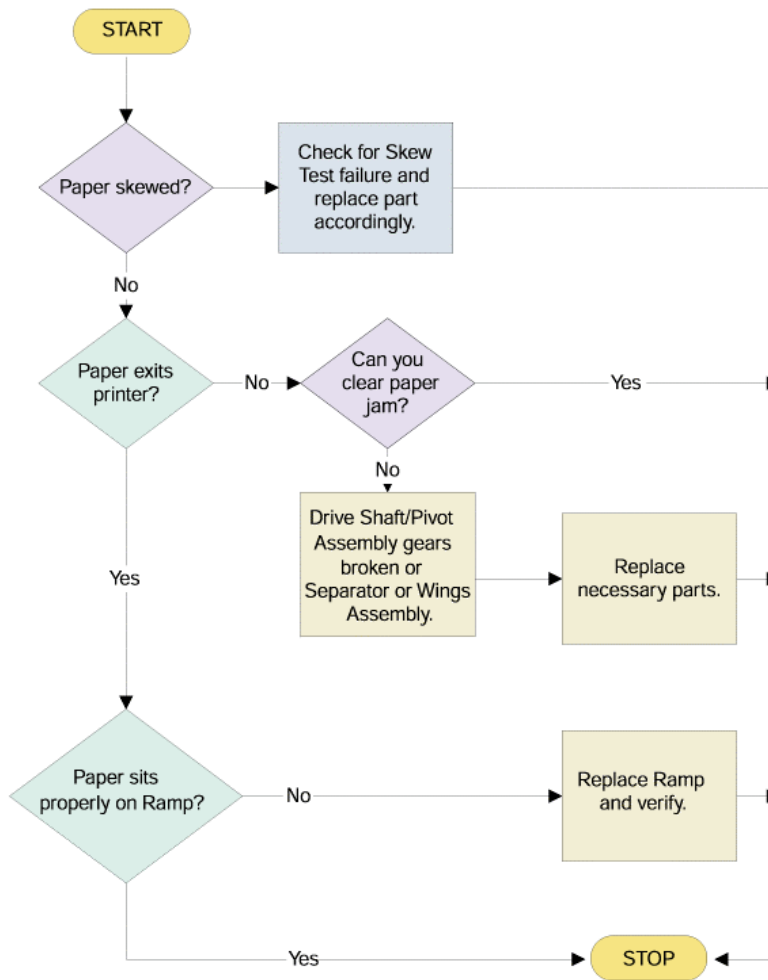 START
Paper skewed?
Check for Skew
Test failure and
replace part
accordingly.
No
Paper exits
printer?
No
Can you
clear paper
jam?
Yes
No
Drive Shaft/Pivot
Assembly gears
broken or
Separator or Wings
Assembly.
Replace
necessary parts.
Yes
Paper sits
properly on Ramp?
No
Replace Ramp
and verify.
Yes
STOP